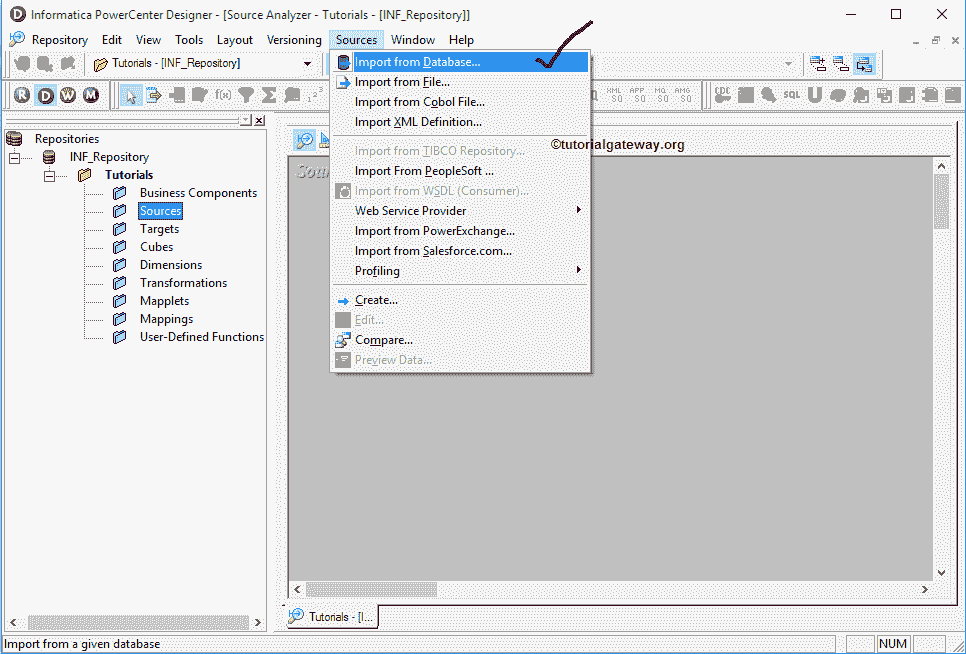 Informatica PowerCenter Designer - [Source Analyzer - Tutorials - [INF_Repository]]
Repository Edit View Tools Layout Versioning Sources Window Help
Tutorials - [INF_Repository]
R D W M f(x) XML SQ APP SQ MQ SQ AMG SQ SQL
Import from Database...
Import from File...
Import from Cobol File...
Import XML Definition...
Import from TIBCO Repository...
Import From PeopleSoft ...
Import from WSDL (Consumer)...
Web Service Provider
Import from PowerExchange...
Import from Salesforce.com...
Profiling
Create...
Edit...
Compare...
Preview Data...
©tutorialgateway.org
Repositories
INF_Repository
Tutorials
Business Components
Sources
Targets
Cubes
Dimensions
Transformations
Mapplets
Mappings
User-Defined Functions
Tutorials - [I...
Import from a given database
NUM